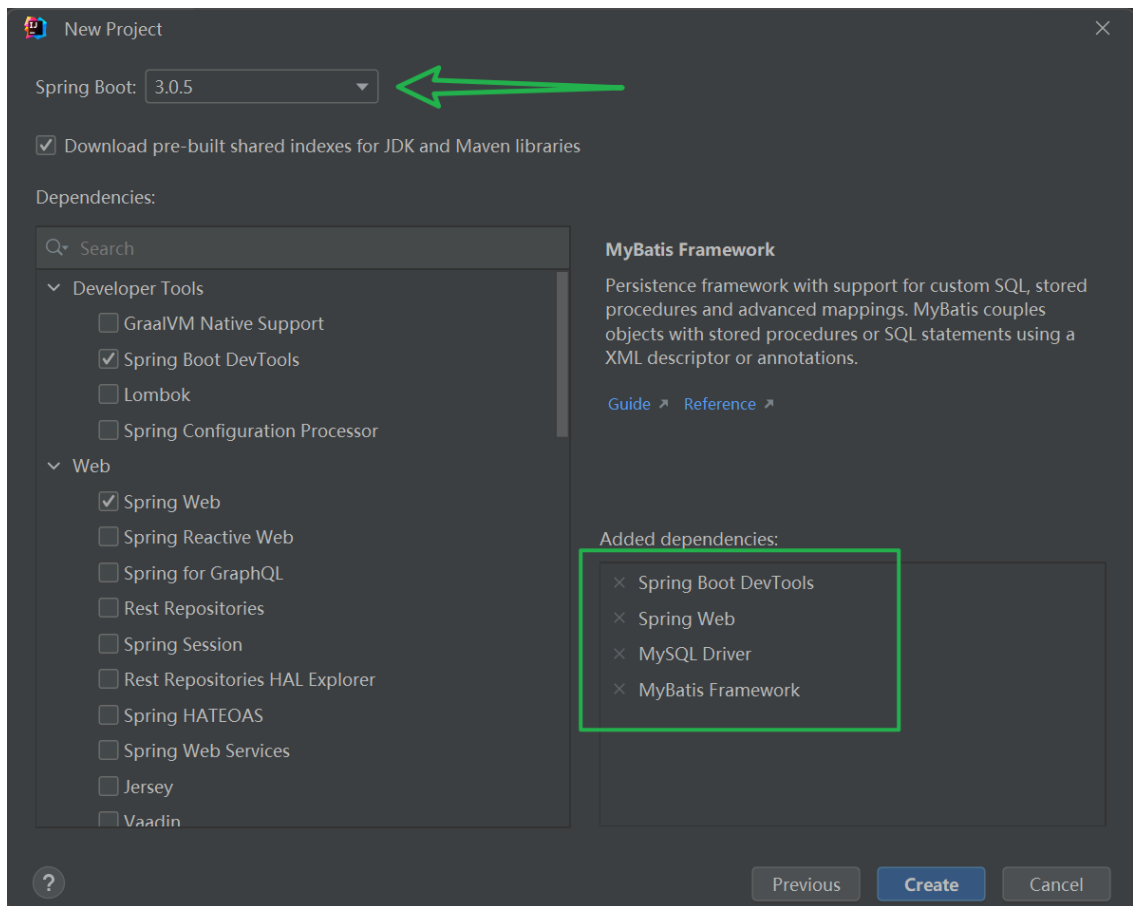 New Project
Spring Boot: 3.0.5
Download pre-built shared indexes for JDK and Maven libraries
Dependencies:
Search
Developer Tools
GraalVM Native Support
Spring Boot DevTools
Lombok
Spring Configuration Processor
Web
Spring Web
Spring Reactive Web
Spring for GraphQL
Rest Repositories
Spring Session
Rest Repositories HAL Explorer
Spring HATEOAS
Spring Web Services
Jersey
Vaadin
MyBatis Framework
Persistence framework with support for custom SQL, stored
procedures and advanced mappings. MyBatis couples
objects with stored procedures or SQL statements using a
XML descriptor or annotations.
Guide Reference
Added dependencies:
Spring Boot DevTools
Spring Web
MySQL Driver
MyBatis Framework
?
Previous Create Cancel